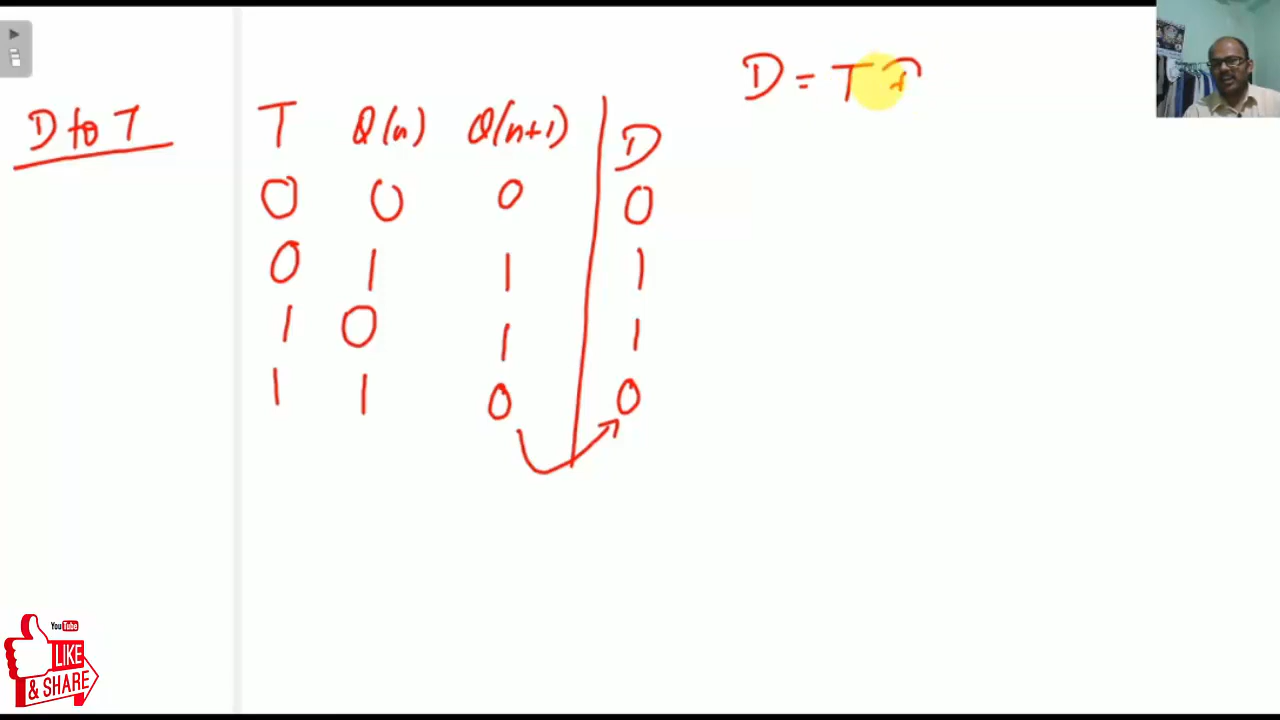 D = T
D to T
T Q(n) Q(n+1) D
0 0 0 0
0 1 1 1
1 0 1 1
1 1 0 0
YouTube
LIKE
& SHARE